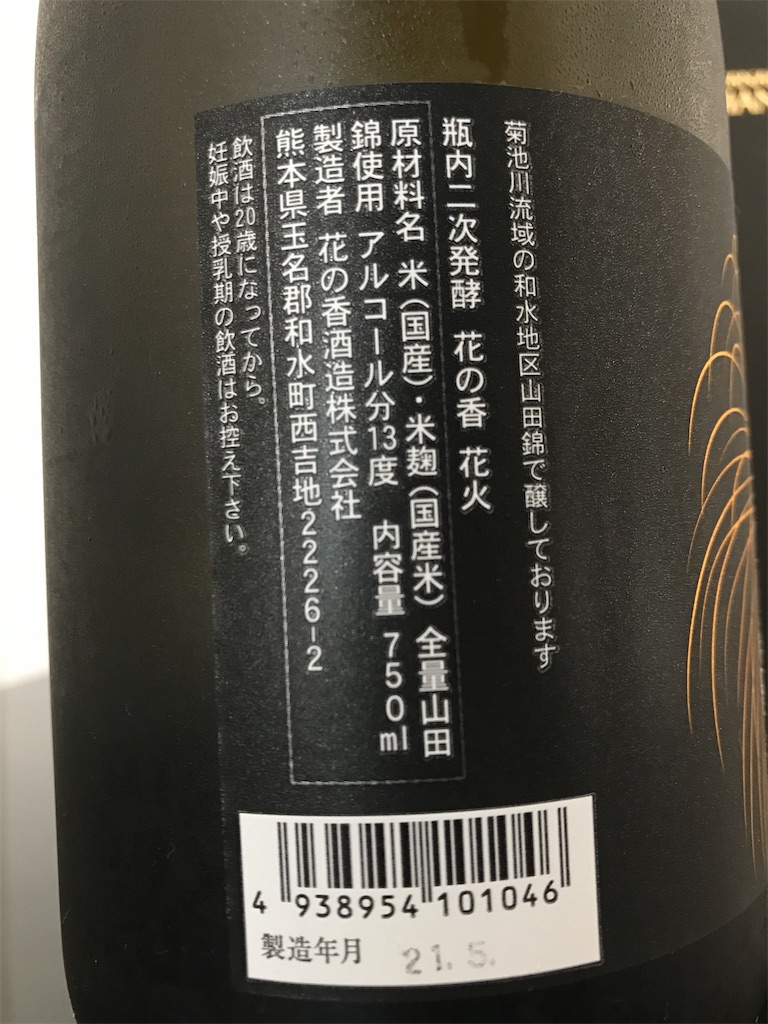 菊池川流域の和水地区山田錦で醸しております
瓶内二次発酵 花の香 花火
原材料名 米(国産)・米麹(国産米) 全量山田
錦使用 アルコール分13度 内容量 750ml
製造者 花の香酒造株式会社
熊本県玉名郡和水町西吉地2226-2
飲酒は20歳になってから。
妊娠中や授乳期の飲酒はお控え下さい。
4 938954 101046
製造年月 21.5.